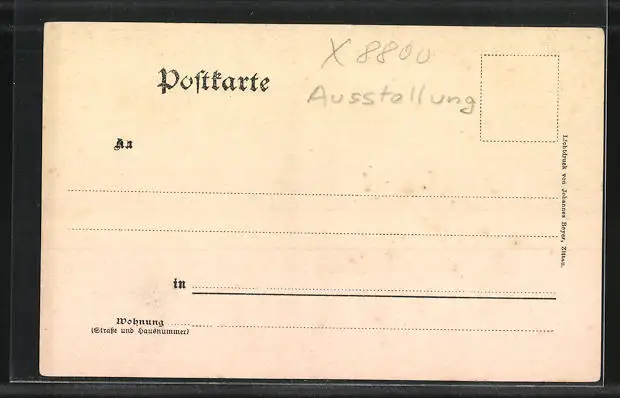 X 8800
Postkarte
Ausstellung
An
in
Wohnung
(Straße und Hausnummer)
Lichtdruck von Johannes Beyer, Zittau.